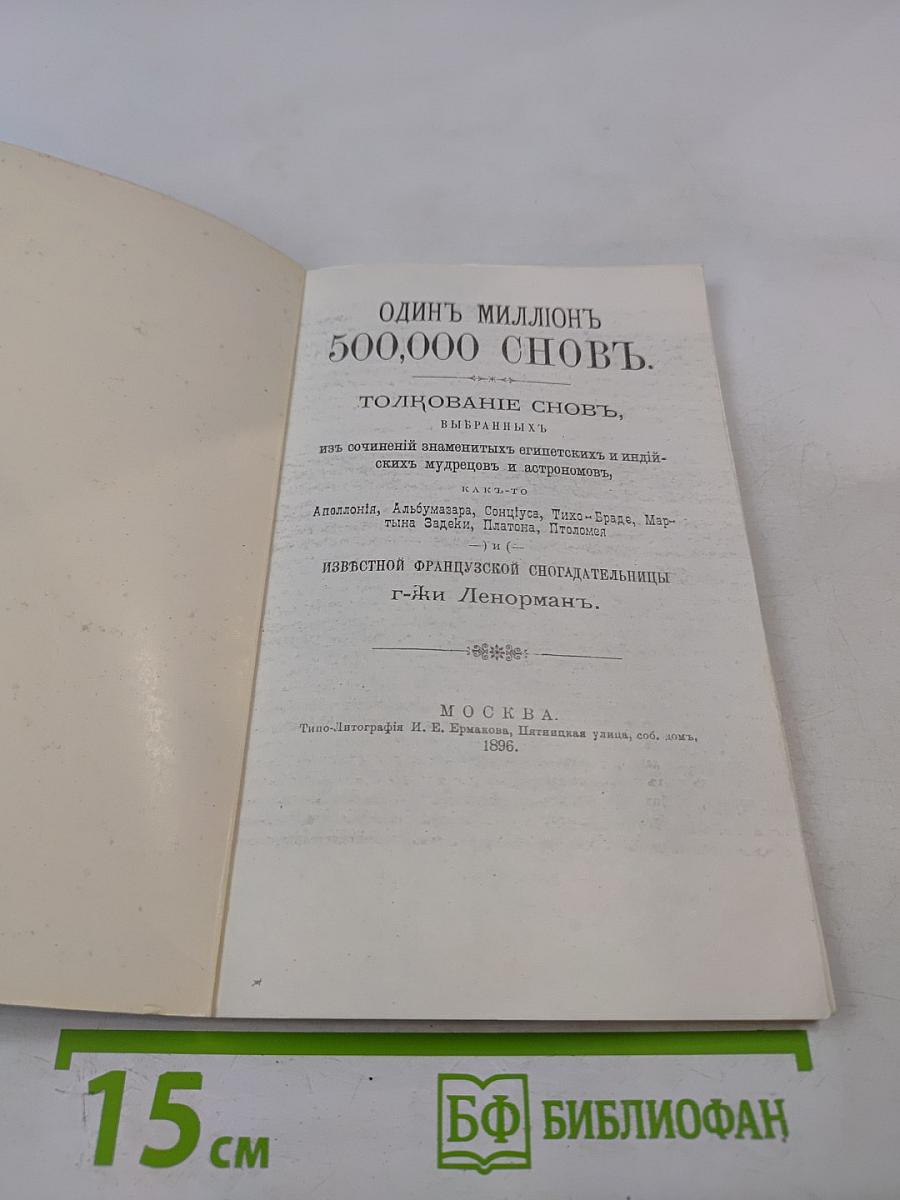 ОДИНЪ МИЛЛІОНЪ
500,000 СНОВЪ.
ТОЛКОВАНІЕ СНОВЪ,
ВЫБРАННЫХЪ
изъ сочиненій знаменитыхъ египетскихъ и индій-
скихъ мудрецовъ и астрономовъ,
КАКЪ-ТО
Аполлонія, Альбумазара, Сонціуса, Тихо-Браде, Мар-
тына Задеки, Платона, Птоломея
—) и (—
ИЗВѢСТНОЙ ФРАНЦУЗСКОЙ СНОГАДАТЕЛЬНИЦЫ
г-жи Ленорманъ.
МОСКВА.
Типо-Литографія И. Е. Ермакова, Пятницкая улица, соб. домъ,
1896.
15 см
БФ БИБЛИОФАН